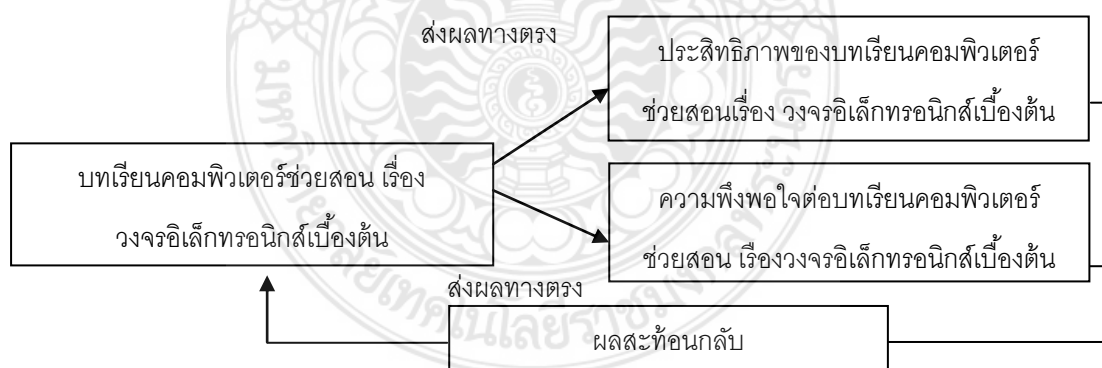 ส่งผลทางตรง
ประสิทธิภาพของบทเรียนคอมพิวเตอร์
ช่วยสอนเรื่อง วงจรอิเล็กทรอนิกส์เบื้องต้น
บทเรียนคอมพิวเตอร์ช่วยสอน เรื่อง
วงจรอิเล็กทรอนิกส์เบื้องต้น
ความพึงพอใจต่อบทเรียนคอมพิวเตอร์
ช่วยสอน เรื่องวงจรอิเล็กทรอนิกส์เบื้องต้น
ส่งผลทางตรง
ผลสะท้อนกลับ